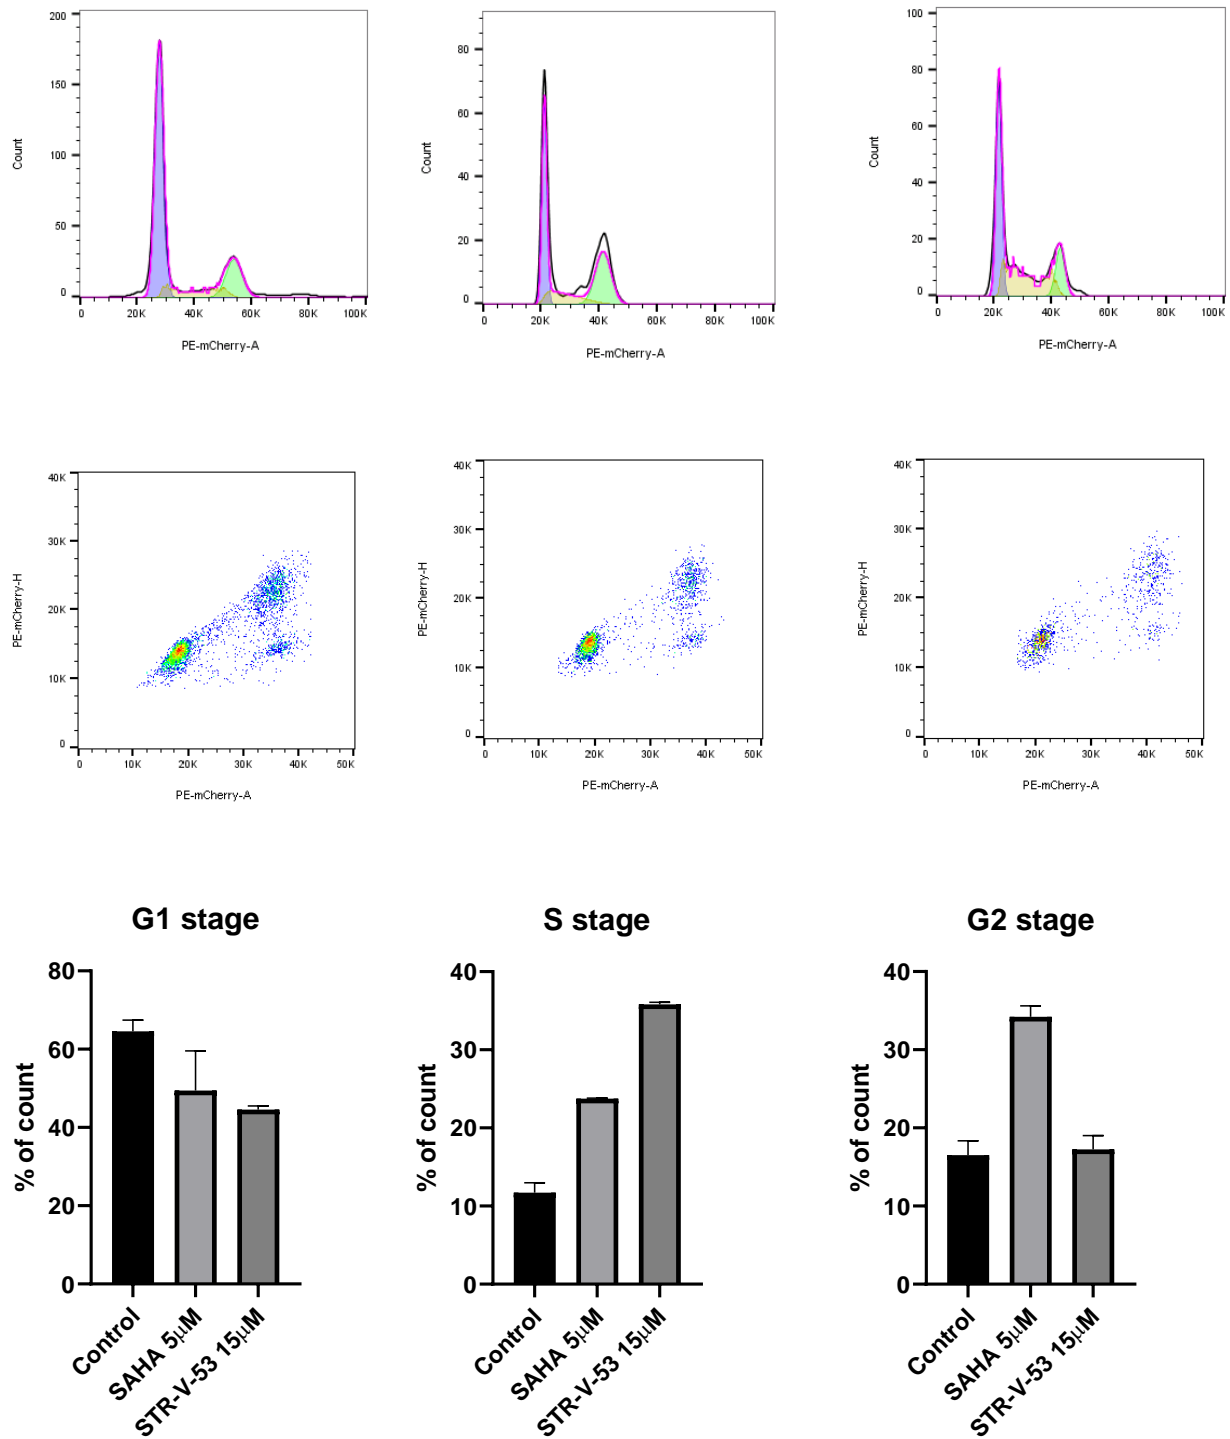 200
150
100
50
0
Count
0 20K 40K 60K 80K 100K
PE-mCherry-A
80
60
40
20
0
Count
0 20K 40K 60K 80K 100K
PE-mCherry-A
100
80
60
40
20
0
Count
0 20K 40K 60K 80K 100K
PE-mCherry-A
40K
30K
20K
10K
0
PE-mCherry-H
0 10K 20K 30K 40K 50K
PE-mCherry-A
40K
30K
20K
10K
0
PE-mCherry-H
0 10K 20K 30K 40K 50K
PE-mCherry-A
40K
30K
20K
10K
0
PE-mCherry-H
0 10K 20K 30K 40K 50K
PE-mCherry-A
G1 stage
80
60
40
20
0
% of count
Control
SAHA 5μM
STR-V-53 15μM
S stage
40
30
20
10
0
% of count
Control
SAHA 5μM
STR-V-53 15μM
G2 stage
40
30
20
10
0
% of count
Control
SAHA 5μM
STR-V-53 15μM